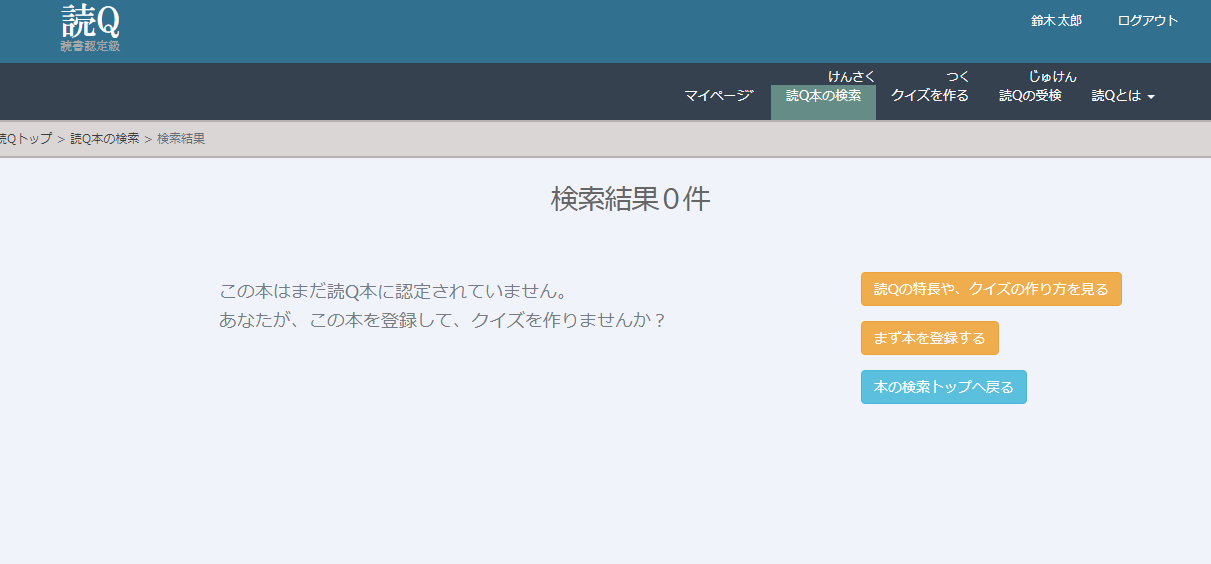 読Q
読書認定級
鈴木太郎 ログアウト
けんさく つく じゅけん
マイページ 読Q本の検索 クイズを作る 読Qの受検 読Qとは
読Qトップ > 読Q本の検索 > 検索結果
検索結果０件
この本はまだ読Q本に認定されていません。
あなたが、この本を登録して、クイズを作りませんか？
読Qの特長や、クイズの作り方を見る
まず本を登録する
本の検索トップへ戻る